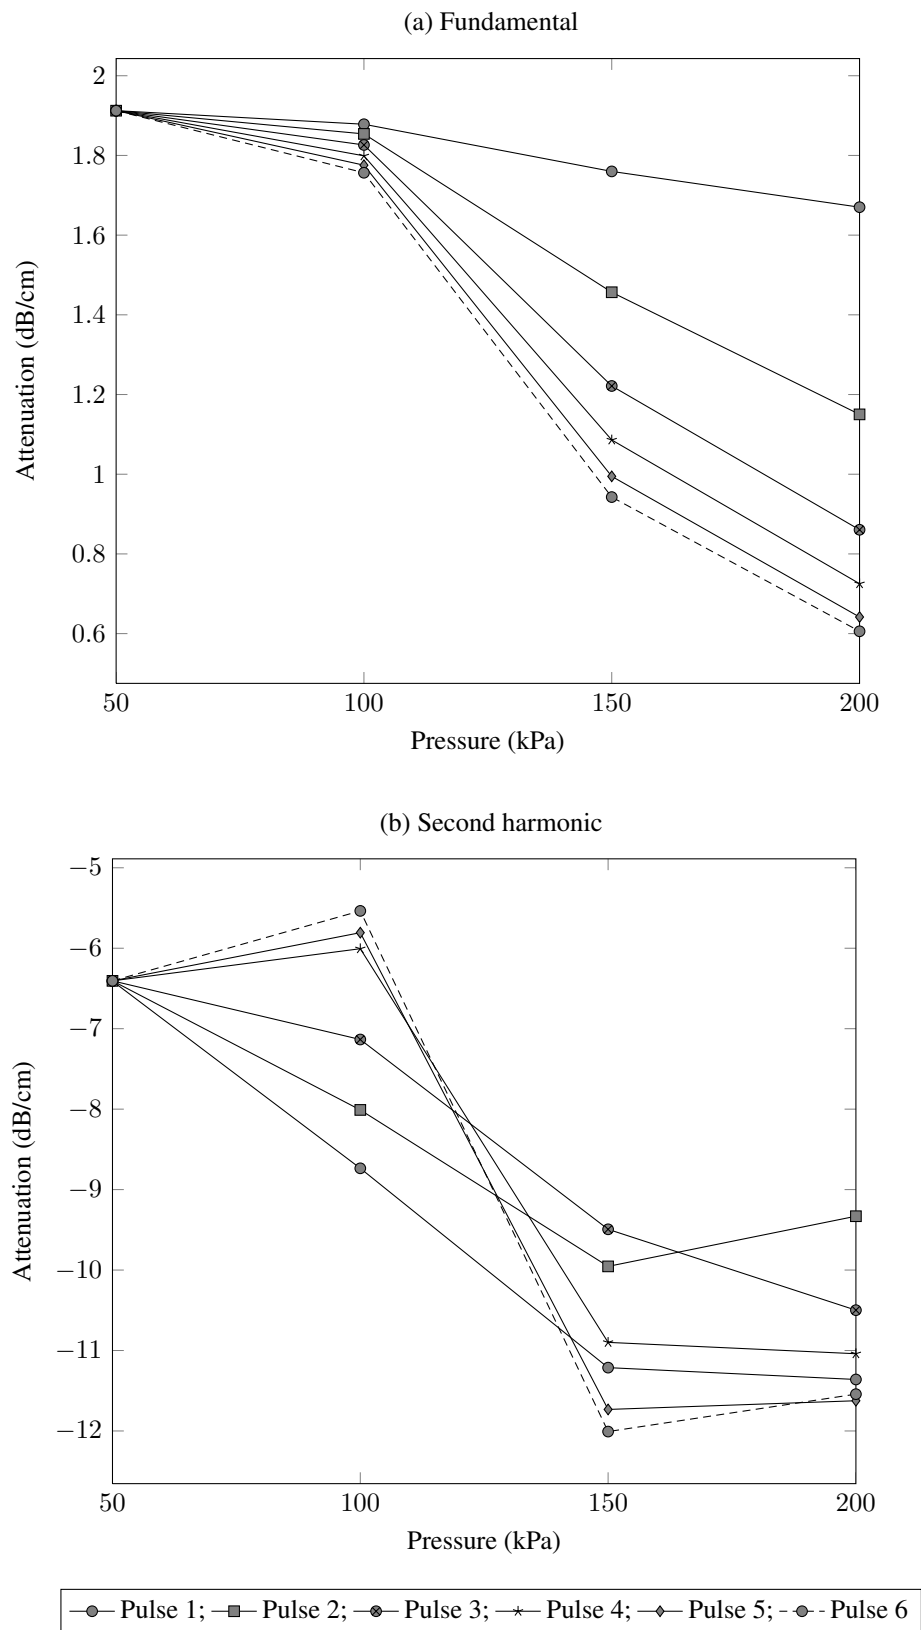 (a) Fundamental
2
1.8
1.6
1.4
1.2
1
0.8
0.6
Attenuation (dB/cm)
50 100 150 200
Pressure (kPa)
(b) Second harmonic
−5
−6
−7
−8
−9
−10
−11
−12
Attenuation (dB/cm)
50 100 150 200
Pressure (kPa)
Pulse 1; Pulse 2; Pulse 3; Pulse 4; Pulse 5; Pulse 6